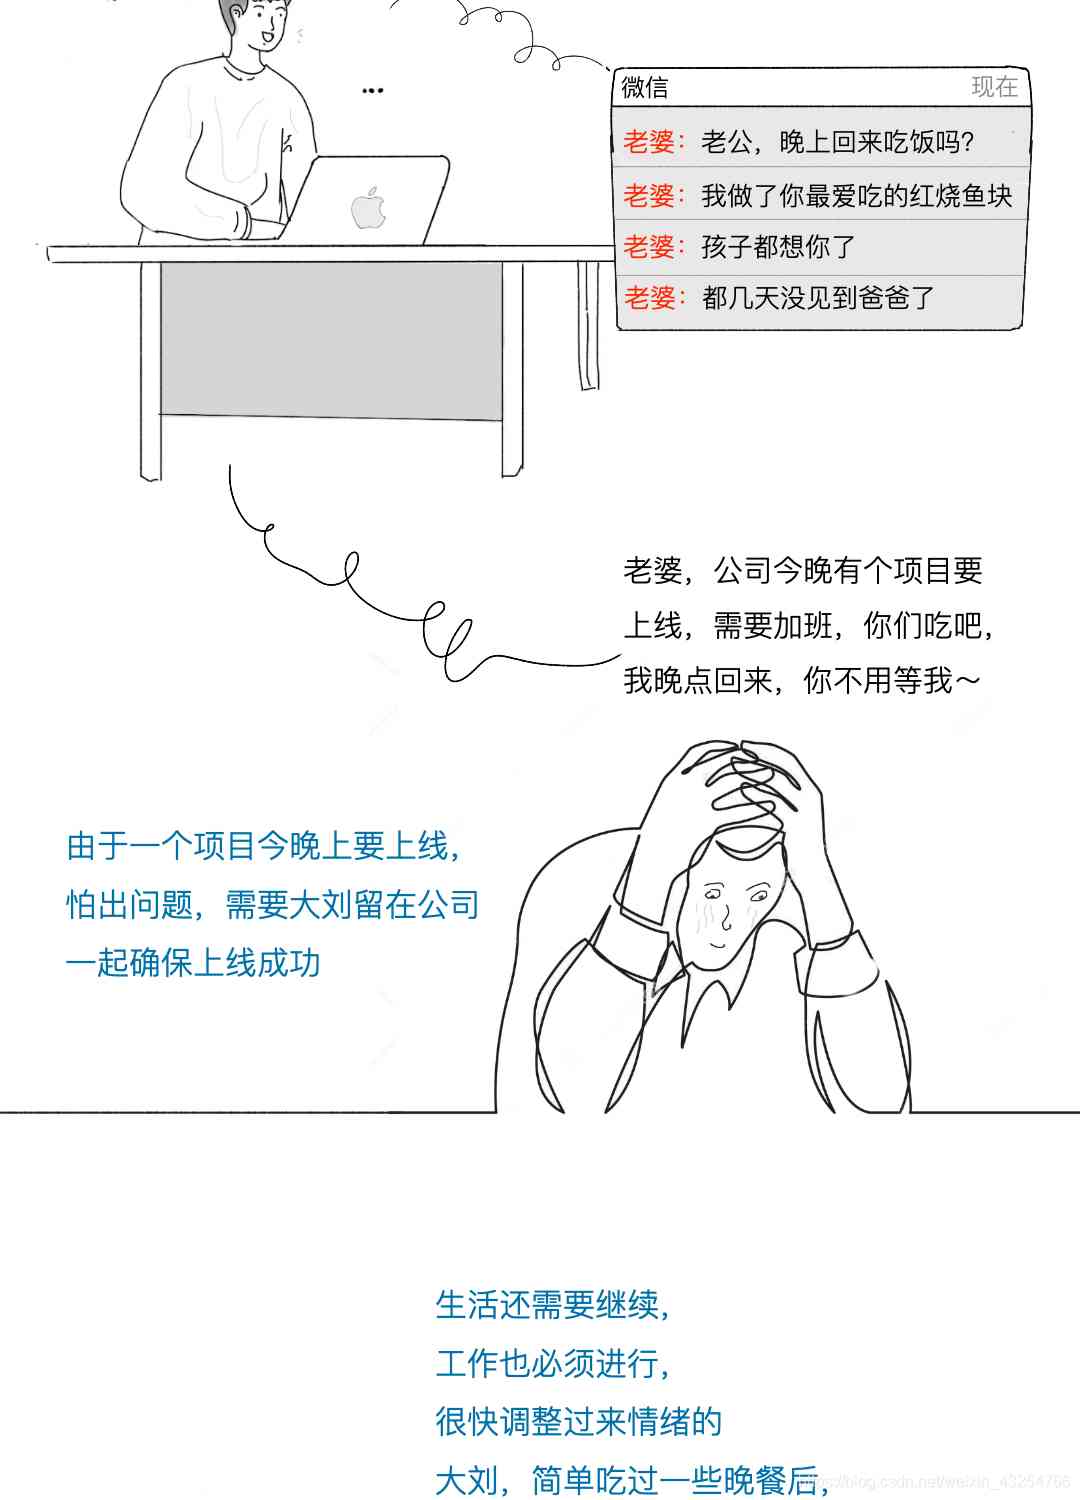 ...
微信 现在
老婆：老公，晚上回来吃饭吗？
老婆：我做了你最爱吃的红烧鱼块
老婆：孩子都想你了
老婆：都几天没见到爸爸了
老婆，公司今晚有个项目要
上线，需要加班，你们吃吧，
我晚点回来，你不用等我～
由于一个项目今晚上要上线，
怕出问题，需要大刘留在公司
一起确保上线成功
生活还需要继续，
工作也必须进行，
很快调整过来情绪的
大刘，简单吃过一些晚餐后，
https://blog.csdn.net/weixin_43254766